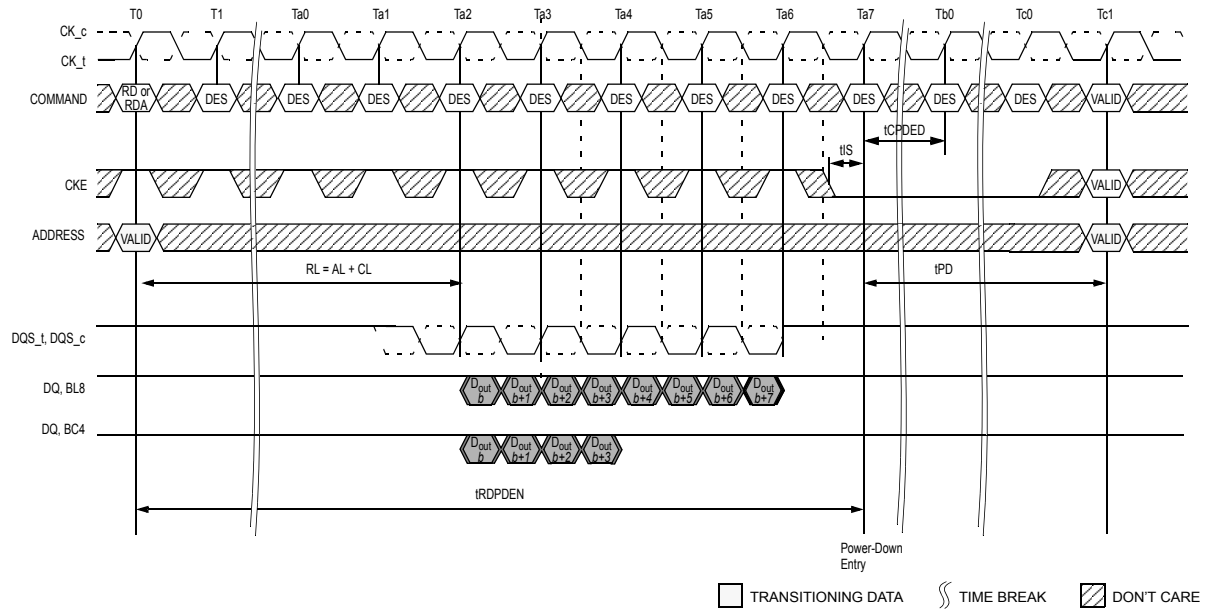 T0 T1 Ta0 Ta1 Ta2 Ta3 Ta4 Ta5 Ta6 Ta7 Tb0 Tc0 Tc1
CK_c
CK_t
COMMAND RD or RDA DES DES DES DES DES DES DES DES DES DES DES VALID
tCPDED
tIS
CKE VALID
ADDRESS VALID VALID
RL = AL + CL tPD
DQS_t, DQS_c
DQ, BL8 Dout b Dout b+1 Dout b+2 Dout b+3 Dout b+4 Dout b+5 Dout b+6 Dout b+7
DQ, BC4 Dout b Dout b+1 Dout b+2 Dout b+3
tRDPDEN
Power-Down
Entry
TRANSITIONING DATA TIME BREAK DON'T CARE